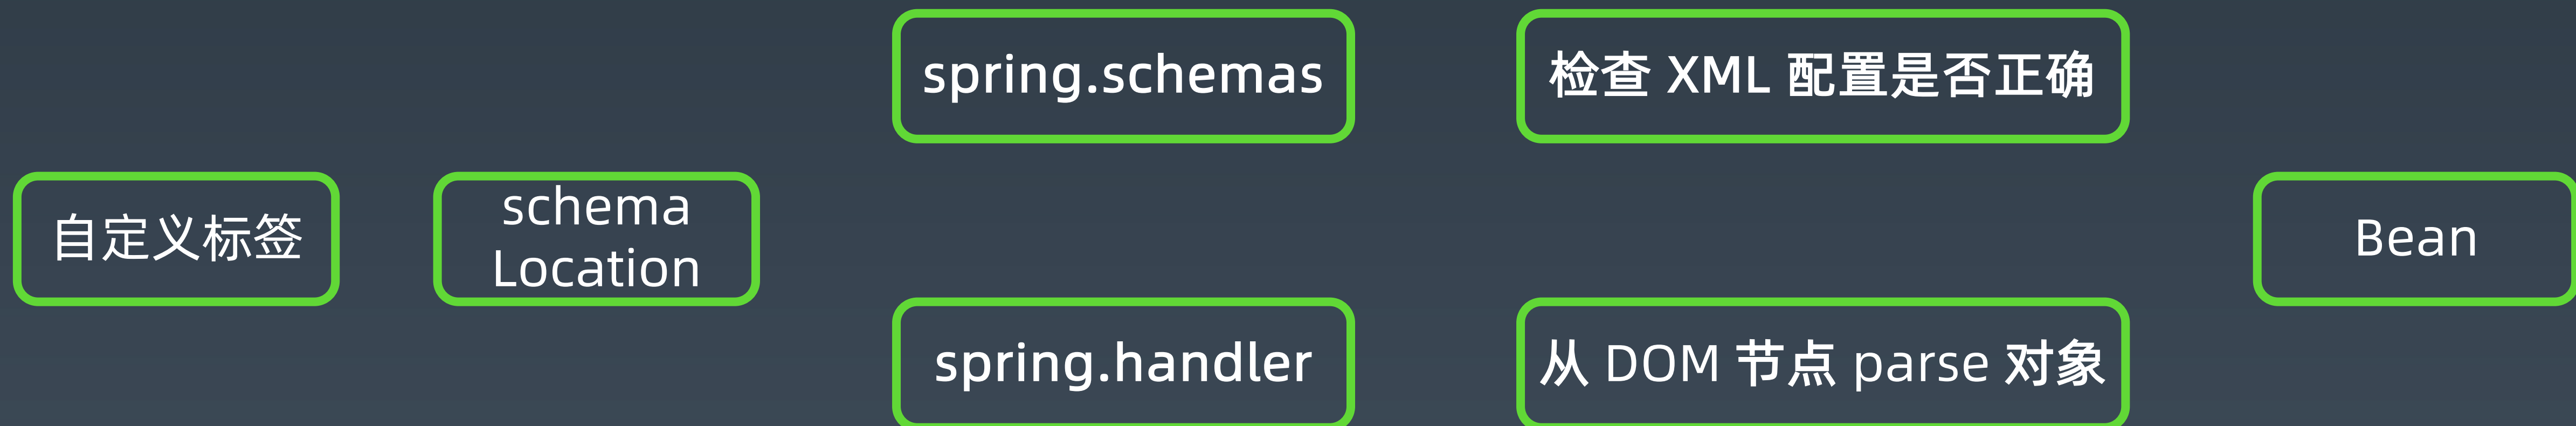 spring.schemas
检查 XML 配置是否正确
自定义标签
schema
Location
Bean
spring.handler
从 DOM 节点 parse 对象